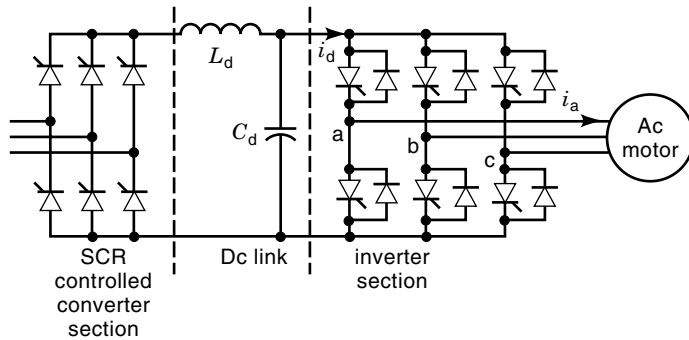 L_d
i_d
C_d
i_a
a
b
c
Ac
motor
SCR
controlled
converter
section
Dc link
inverter
section